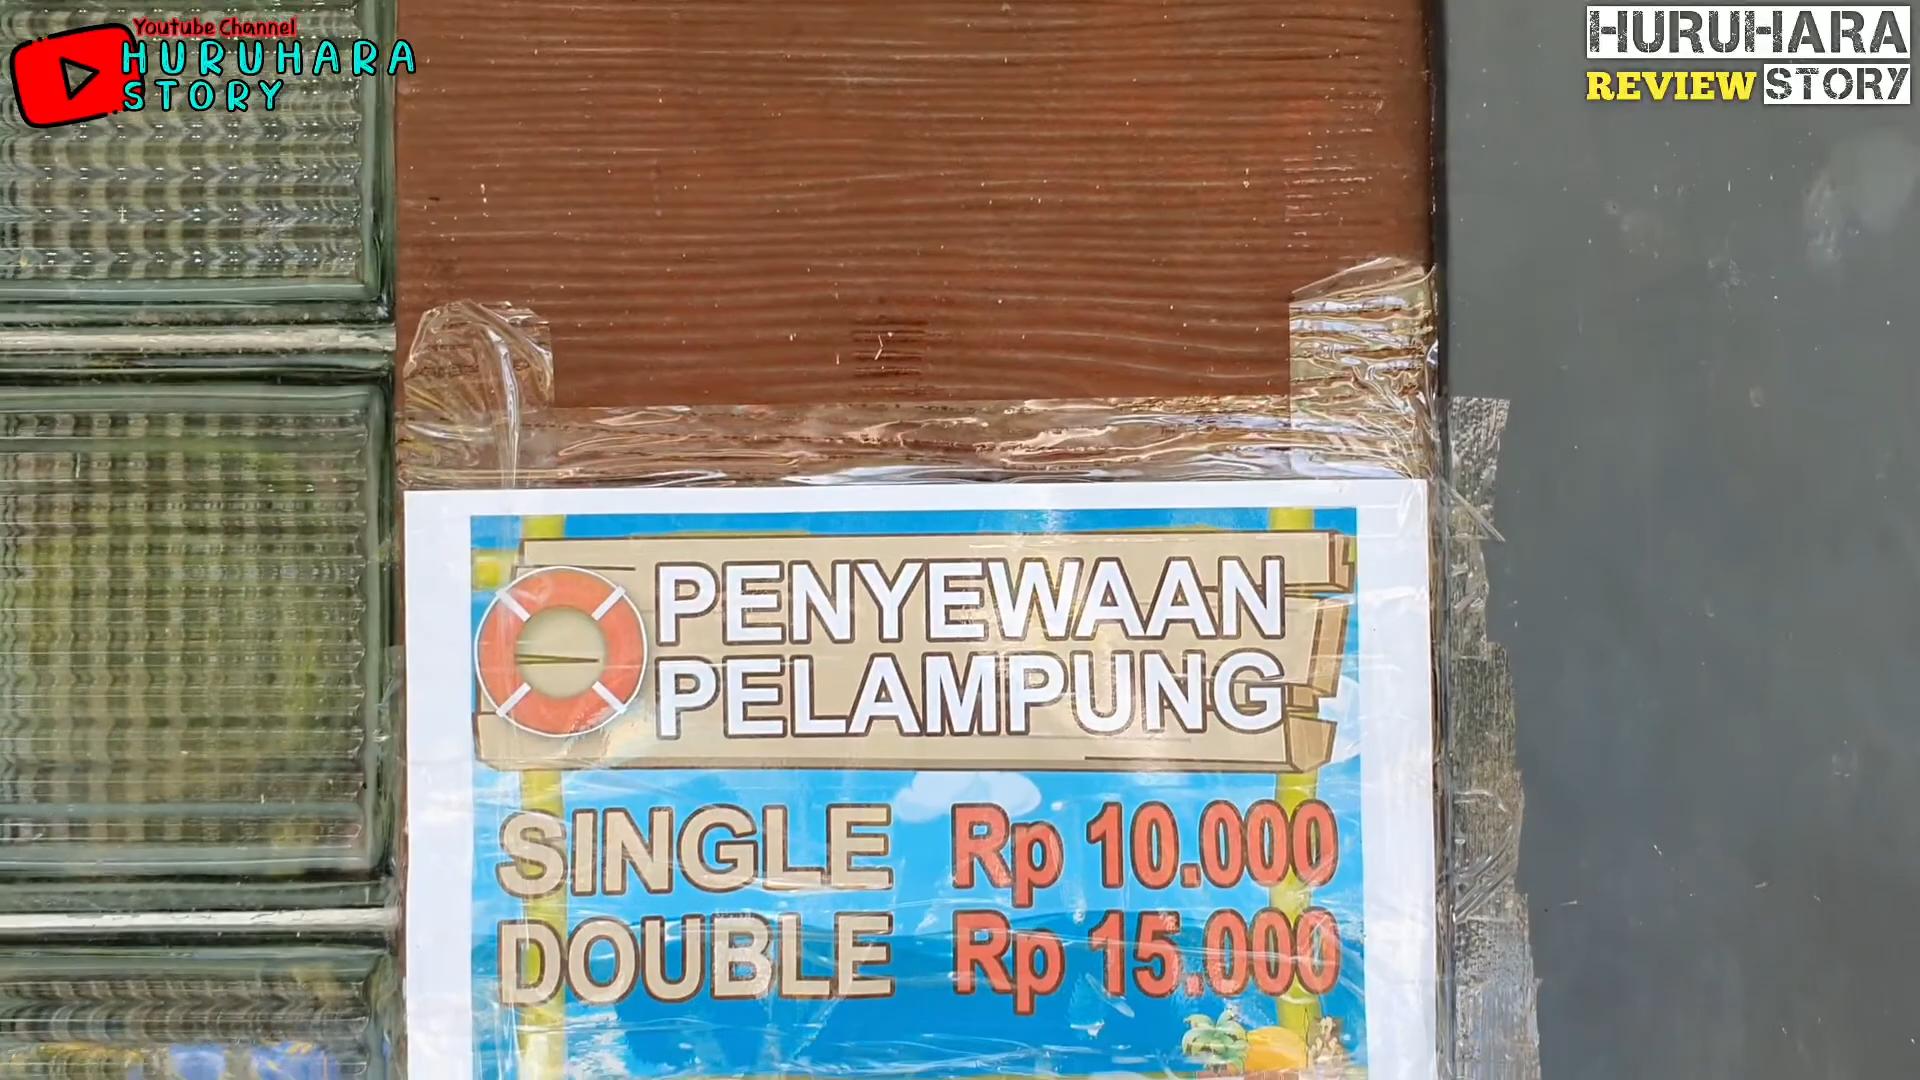 Youtube Channel
HURUHARA
STORY
HURUHARA
REVIEW STORY
PENYEWAAN
PELAMPUNG
SINGLE Rp 10.000
DOUBLE Rp 15.000